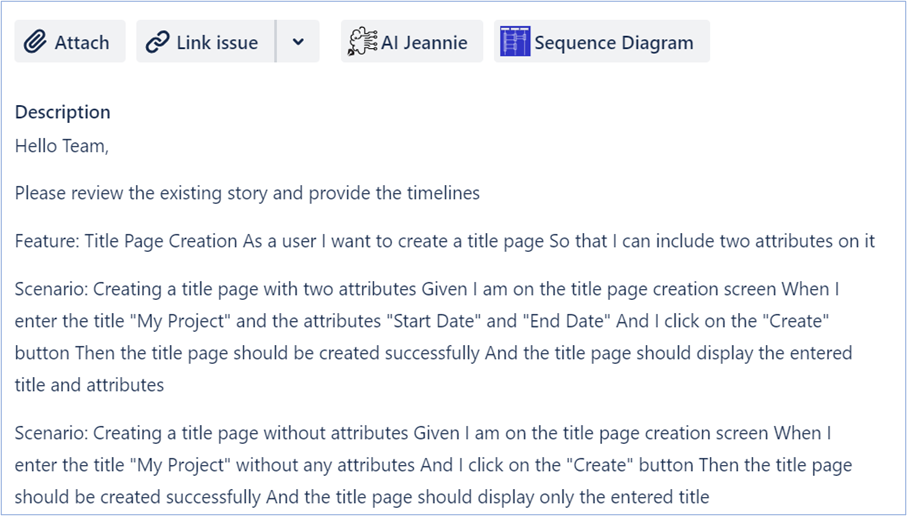 Attach Link issue AI Jeannie Sequence Diagram
Description
Hello Team,
Please review the existing story and provide the timelines
Feature: Title Page Creation As a user I want to create a title page So that I can include two attributes on it
Scenario: Creating a title page with two attributes Given I am on the title page creation screen When I
enter the title "My Project" and the attributes "Start Date" and "End Date" And I click on the "Create"
button Then the title page should be created successfully And the title page should display the entered
title and attributes
Scenario: Creating a title page without attributes Given I am on the title page creation screen When I
enter the title "My Project" without any attributes And I click on the "Create" button Then the title page
should be created successfully And the title page should display only the entered title